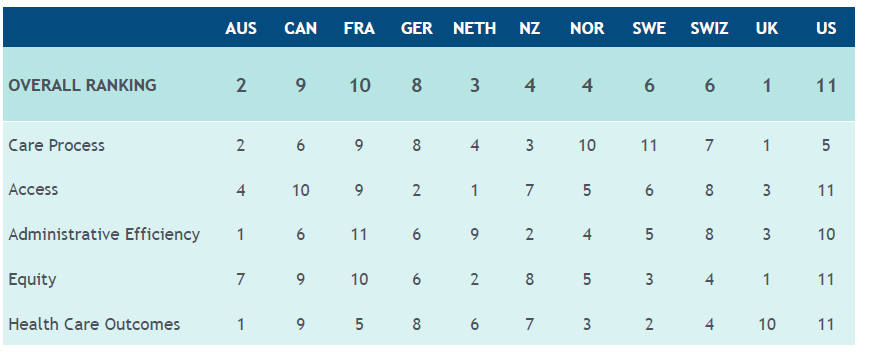 AUS CAN FRA GER NETH NZ NOR SWE SWIZ UK US
OVERALL RANKING 2 9 10 8 3 4 4 6 6 1 11
Care Process 2 6 9 8 4 3 10 11 7 1 5
Access 4 10 9 2 1 7 5 6 8 3 11
Administrative Efficiency 1 6 11 6 9 2 4 5 8 3 10
Equity 7 9 10 6 2 8 5 3 4 1 11
Health Care Outcomes 1 9 5 8 6 7 3 2 4 10 11